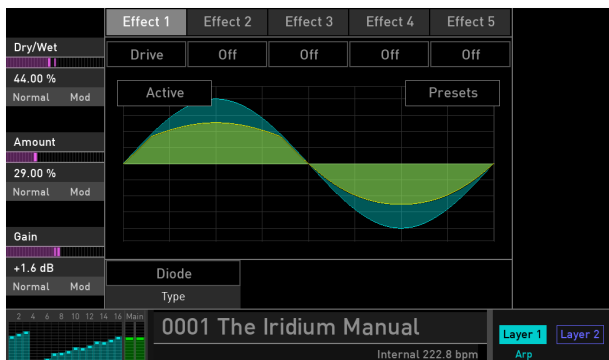 Effect 1 Effect 2 Effect 3 Effect 4 Effect 5
Dry/Wet
Drive Off Off Off Off
44.00 %
Normal Mod
Active Presets
Amount
29.00 %
Normal Mod
Gain
+1.6 dB
Normal Mod
Diode
Type
2 4 6 8 10 12 14 16 Main
0001 The Iridium Manual
Internal 222.8 bpm
Layer 1 Layer 2
Arp